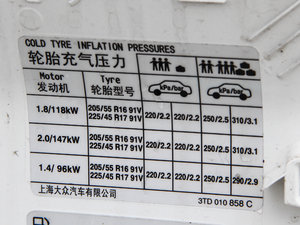 COLD TYRE INFLATION PRESSURES
轮胎充气压力
Motor Tyre
发动机 轮胎型号 kPa/bar kPa/bar
1.8/118kW 205/55 R16 91V 225/45 R17 91V 220/2.2 220/2.2 250/2.5 310/3.1
2.0/147kW 205/55 R16 91V 225/45 R17 91V 220/2.2 220/2.2 250/2.5 310/3.1
1.4/ 96kW 205/55 R16 91V 225/45 R17 91V 220/2.2 220/2.2 250/2.5 290/2.9
上海大众汽车有限公司 3TD 010 858 C